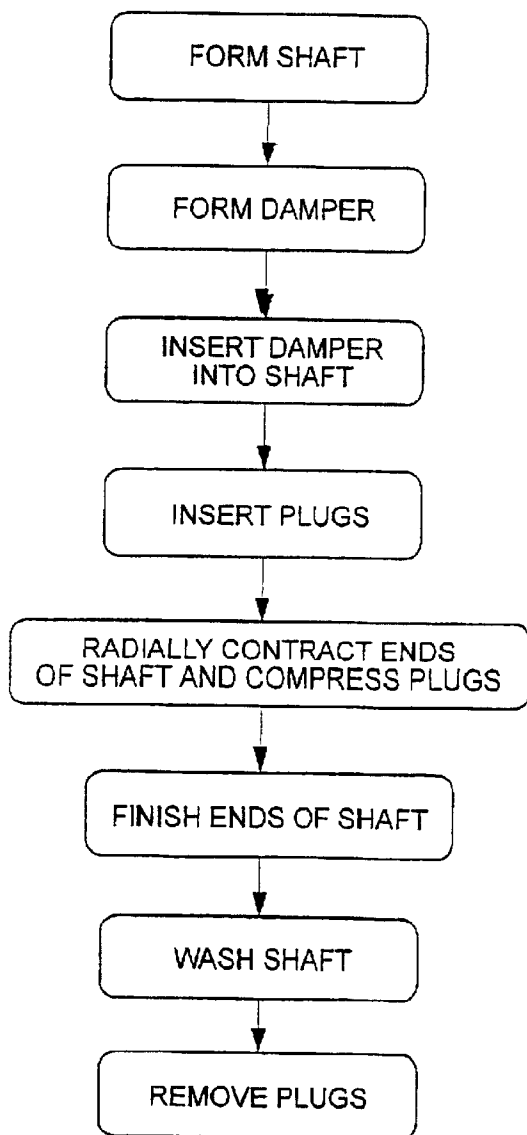 FORM SHAFT
FORM DAMPER
INSERT DAMPER
INTO SHAFT
INSERT PLUGS
RADIALLY CONTRACT ENDS
OF SHAFT AND COMPRESS PLUGS
FINISH ENDS OF SHAFT
WASH SHAFT
REMOVE PLUGS